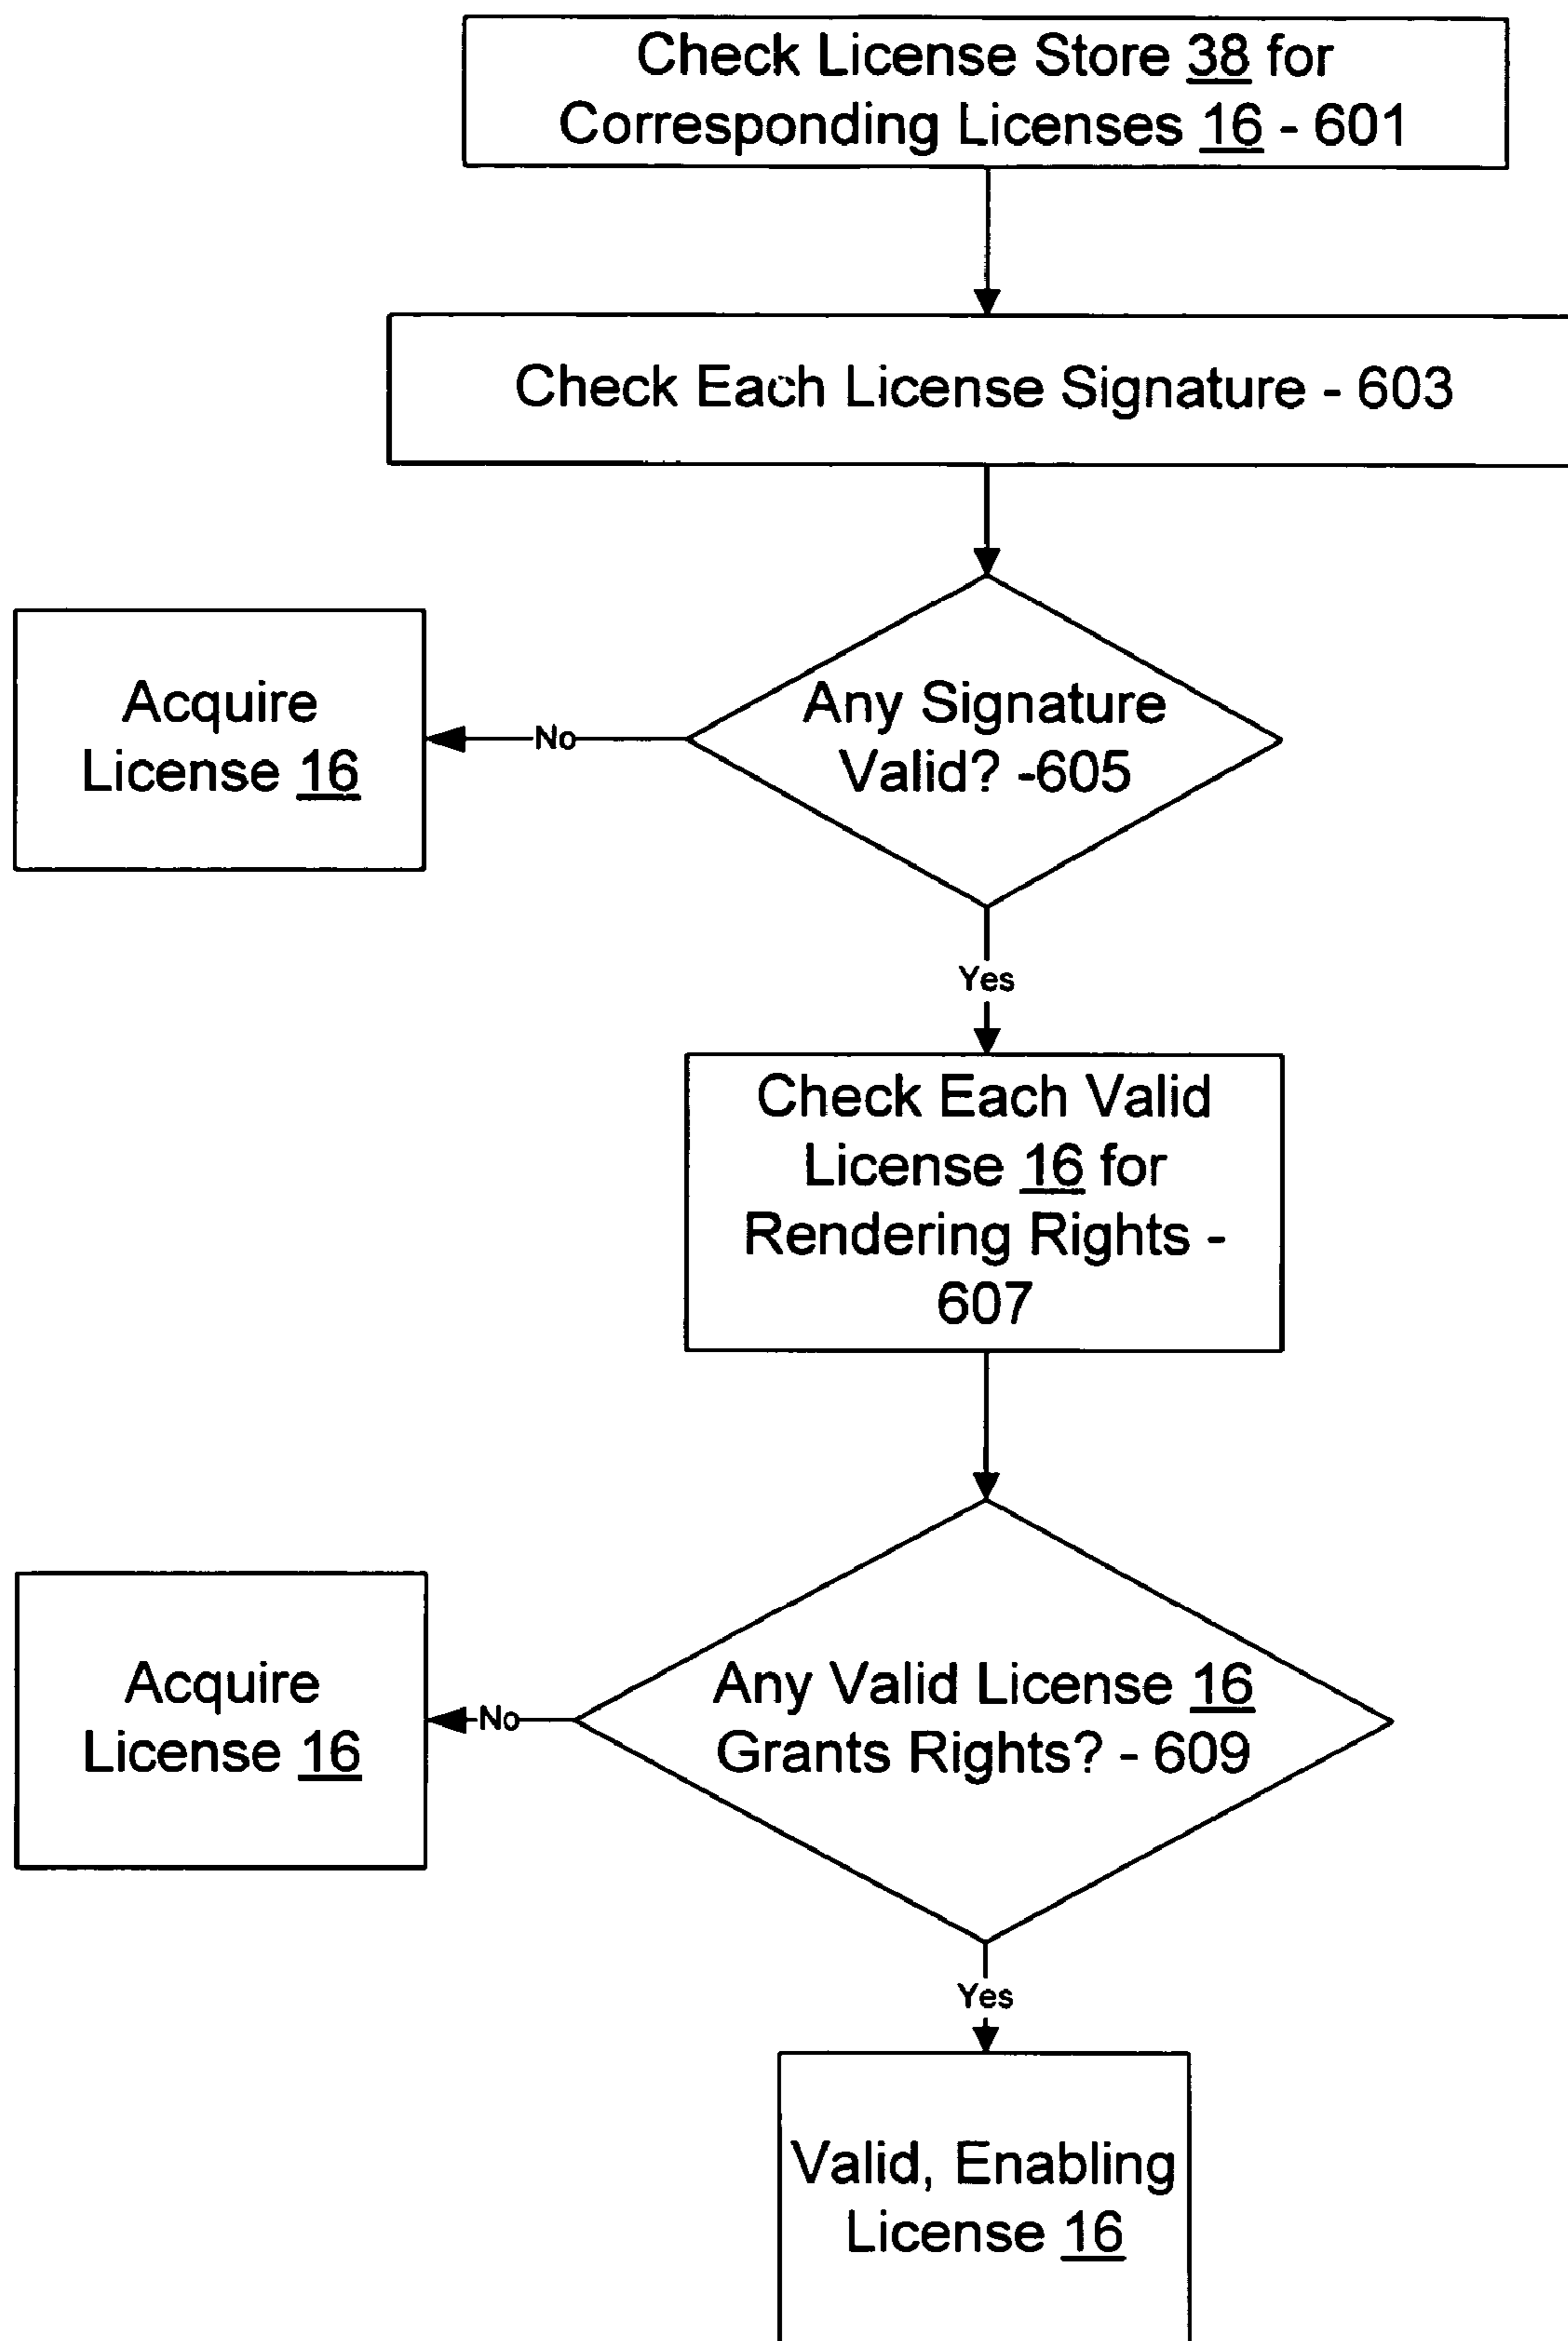 Check License Store 38 for
Corresponding Licenses 16 - 601
Check Each License Signature - 603
Any Signature
Valid? -605
No
Acquire
License 16
Yes
Check Each Valid
License 16 for
Rendering Rights -
607
Any Valid License 16
Grants Rights? - 609
No
Acquire
License 16
Yes
Valid, Enabling
License 16